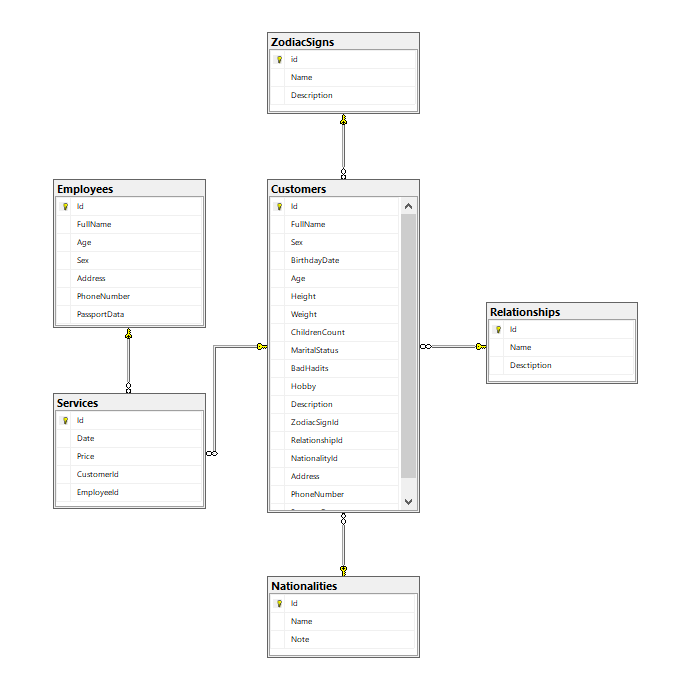 ZodiacSigns
id
Name
Description
Employees
Id
FullName
Age
Sex
Address
PhoneNumber
PassportData
Customers
Id
FullName
Sex
BirthdayDate
Age
Height
Weight
ChildrenCount
MaritalStatus
BadHadits
Hobby
Description
ZodiacSignId
RelationshipId
NationalityId
Address
PhoneNumber
Relationships
Id
Name
Desctiption
Services
Id
Date
Price
CustomerId
EmployeeId
Nationalities
Id
Name
Note